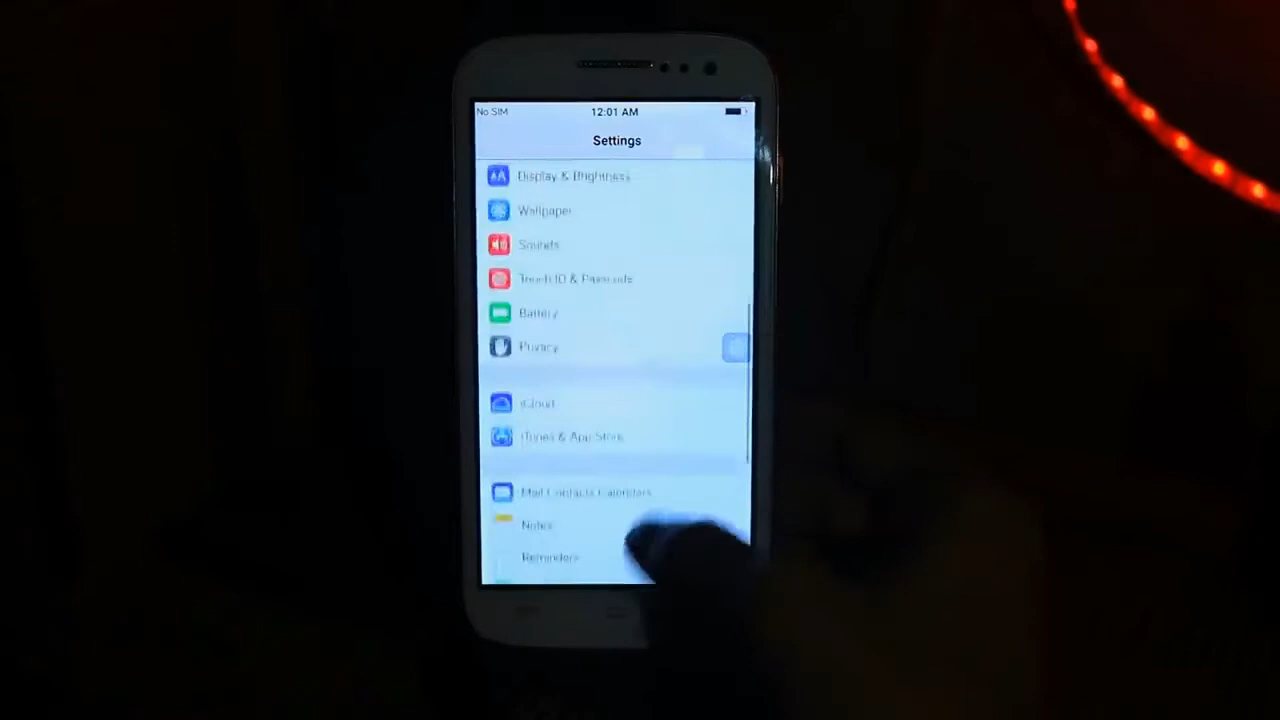 No SIM
12:01 AM
Settings
AA
Display & Brightness
Wallpaper
Sounds
Touch ID & Passcode
Battery
Privacy
iCloud
iTunes & App Store
Mail Contacts Calendars
Notes
Reminders